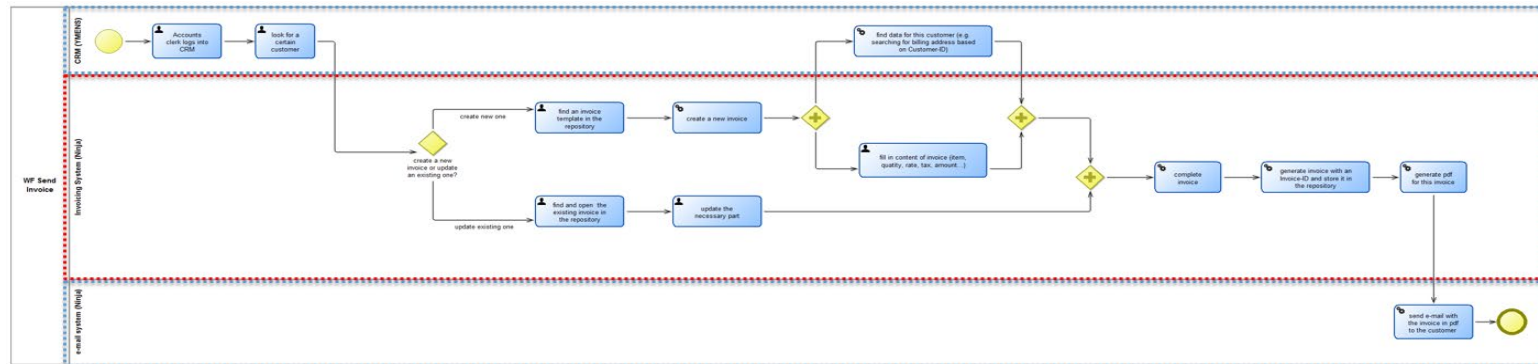 WF Send
Invoice
CRM (YMENS)
Accounts
clerk logs into
CRM
look for a
certain
customer
find data for this customer (e.g.
searching for billing address based
on Customer-ID)
Invoicing System (Ninja)
create a new
invoice or update
an existing one?
create new one
find an invoice
template in the
repository
create a new invoice
fill in content of invoice (item,
quatity, rate, tax, amount...)
update existing one
find and open the
existing invoice in
the repository
update the
necessary part
complete
invoice
generate invoice with an
Invoice-ID and store it in
the repository
generate pdf
for this invoice
e-mail system (Ninja)
send e-mail with
the invoice in pdf
to the customer